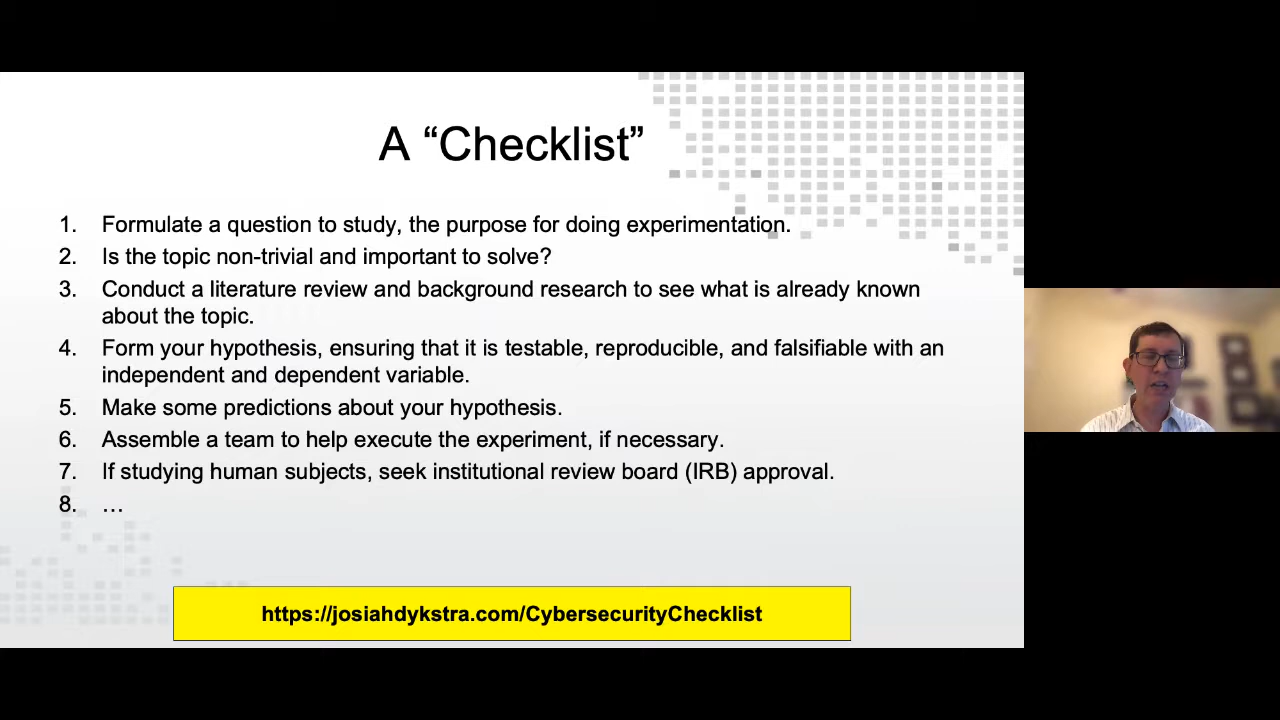 A “Checklist”
1. Formulate a question to study, the purpose for doing experimentation.
2. Is the topic non-trivial and important to solve?
3. Conduct a literature review and background research to see what is already known
about the topic.
4. Form your hypothesis, ensuring that it is testable, reproducible, and falsifiable with an
independent and dependent variable.
5. Make some predictions about your hypothesis.
6. Assemble a team to help execute the experiment, if necessary.
7. If studying human subjects, seek institutional review board (IRB) approval.
8. …
https://josiahdykstra.com/CybersecurityChecklist